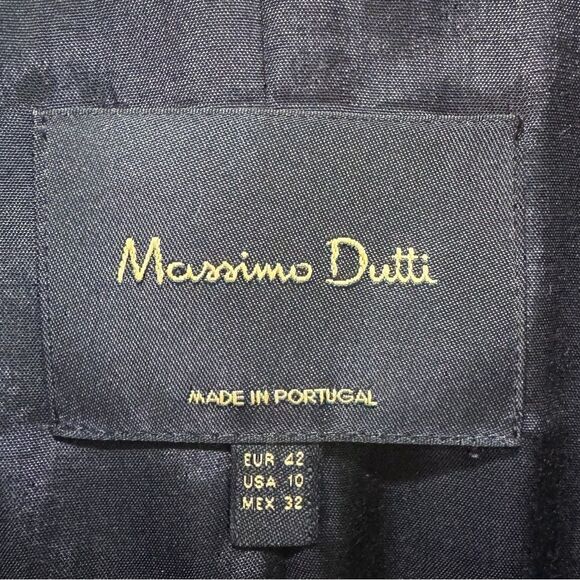 Massimo Dutti
MADE IN PORTUGAL
EUR 42
USA 10
MEX 32